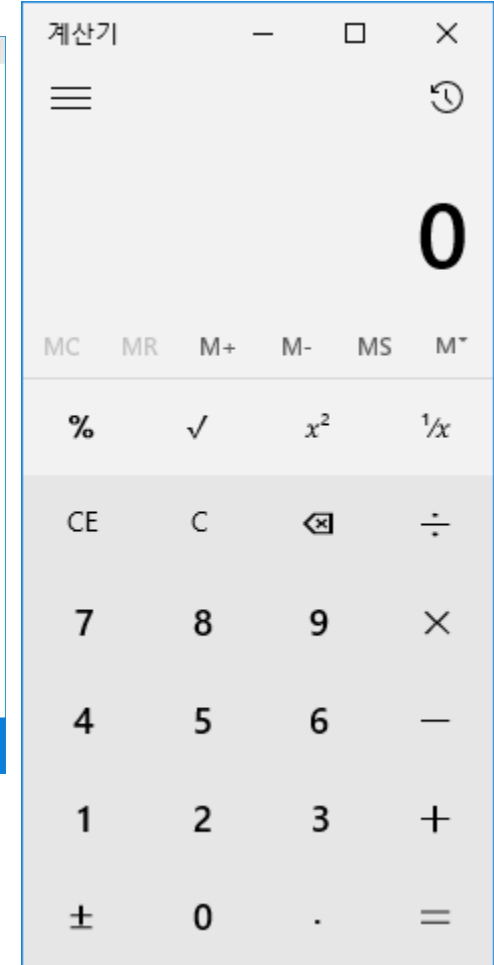 계산기
0
MC MR M+ M- MS M
% √ x² ¹/x
CE C ÷
7 8 9 ×
4 5 6 −
1 2 3 +
± 0 . =